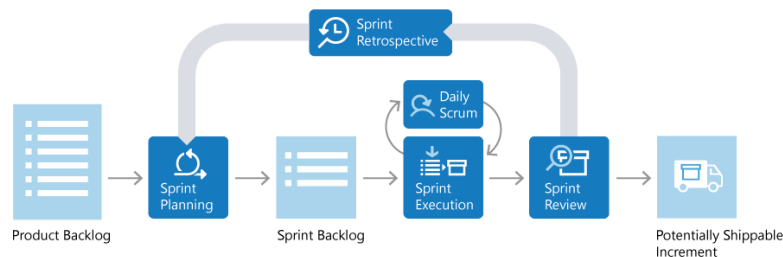 Sprint
Retrospective
Daily
Scrum
Sprint
Planning
Sprint
Execution
Sprint
Review
Product Backlog
Sprint Backlog
Potentially Shippable
Increment